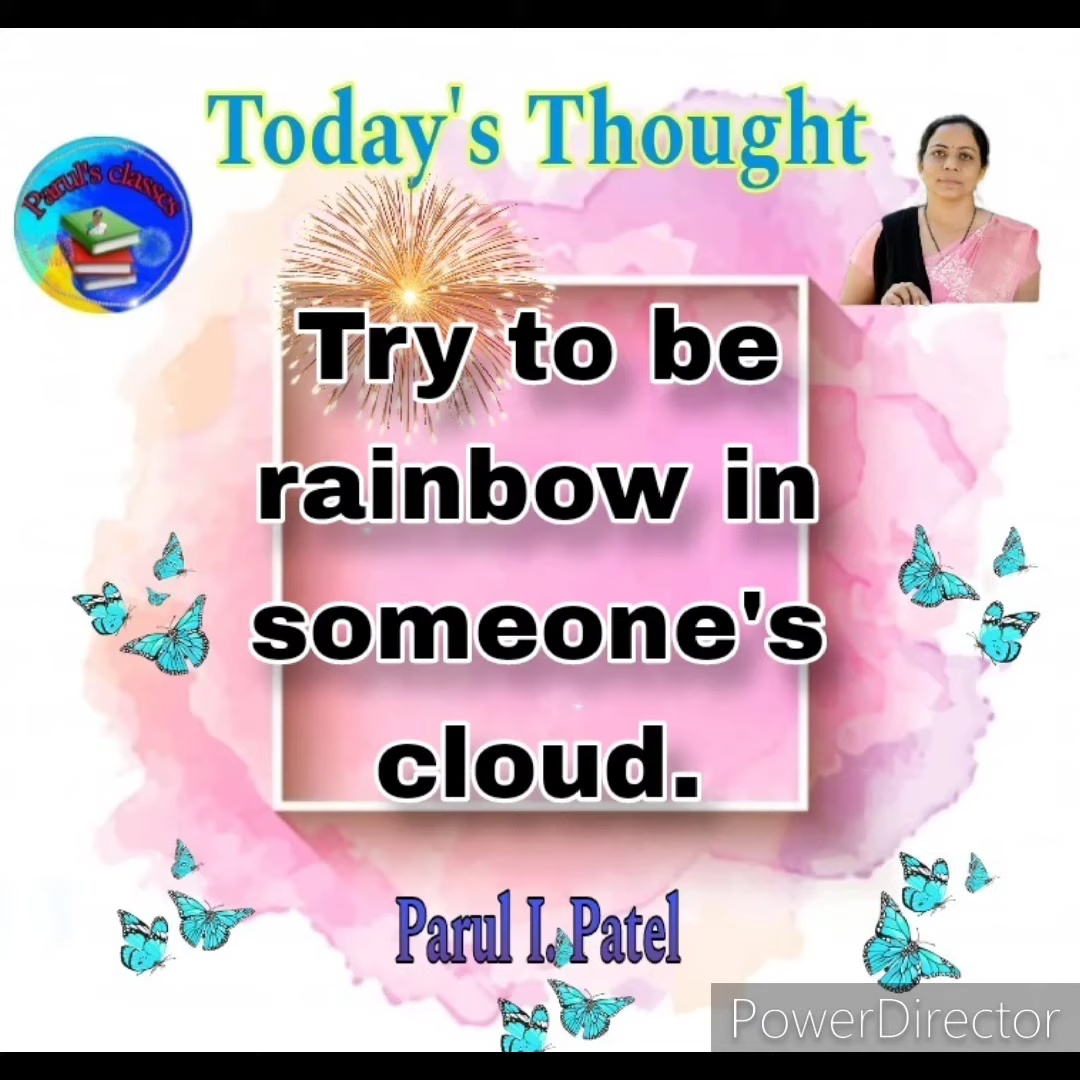 Today's Thought
Parul's classes
Try to be
rainbow in
someone's
cloud.
Parul I. Patel
PowerDirector